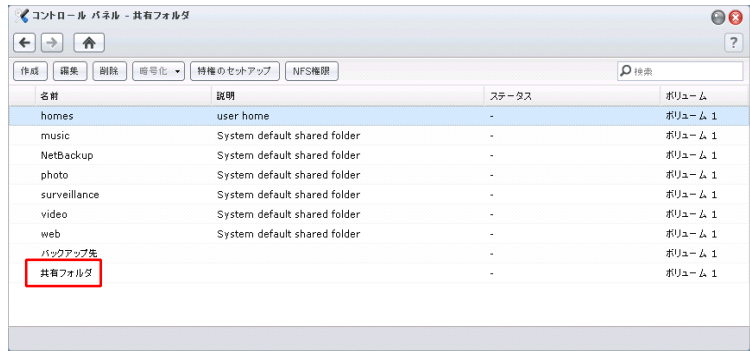 コントロール パネル - 共有フォルダ
作成 編集 削除 暗号化 特権のセットアップ NFS権限 検索
名前 説明 ステータス ボリューム
homes user home - ボリューム 1
music System default shared folder - ボリューム 1
NetBackup System default shared folder - ボリューム 1
photo System default shared folder - ボリューム 1
surveillance System default shared folder - ボリューム 1
video System default shared folder - ボリューム 1
web System default shared folder - ボリューム 1
バックアップ先 - ボリューム 1
共有フォルダ - ボリューム 1